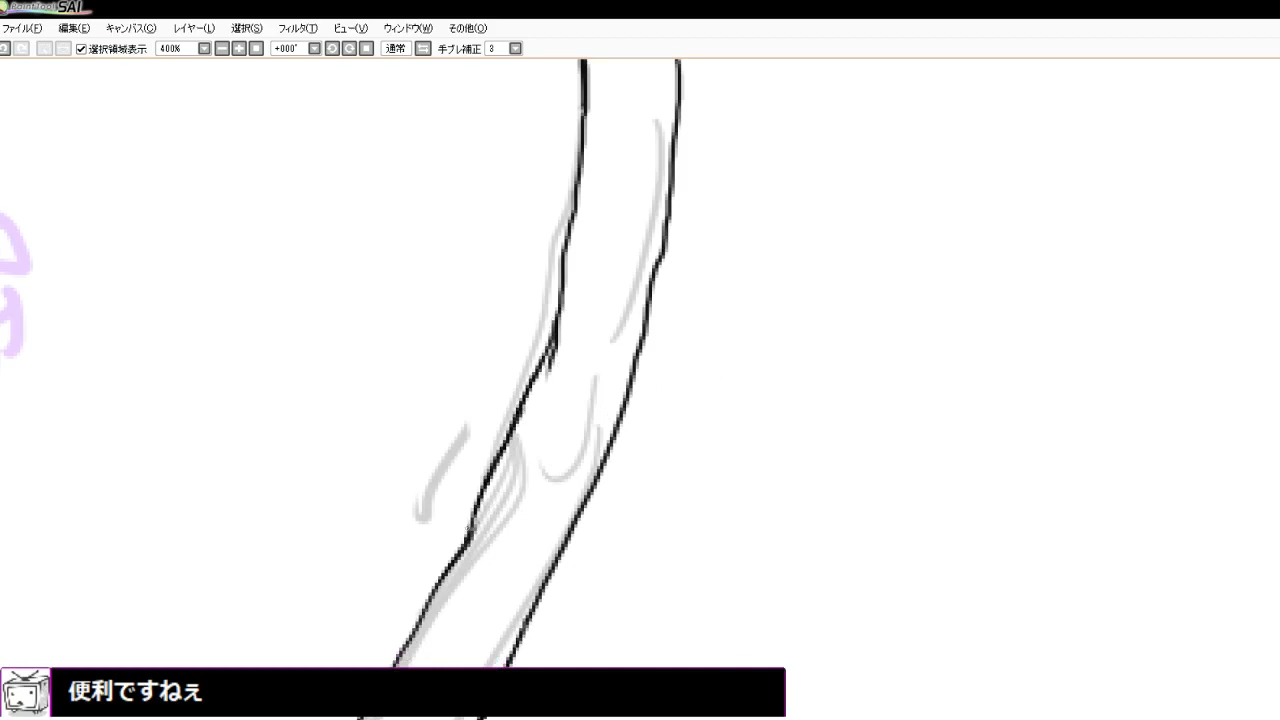 PaintTool SAI
ファイル(F) 編集(E) キャンバス(C) レイヤー(L) 選択(S) フィルタ(T) ビュー(V) ウィンドウ(W) その他(O)
選択領域表示 400% +000° 通常 手ブレ補正 3
便利ですねぇ